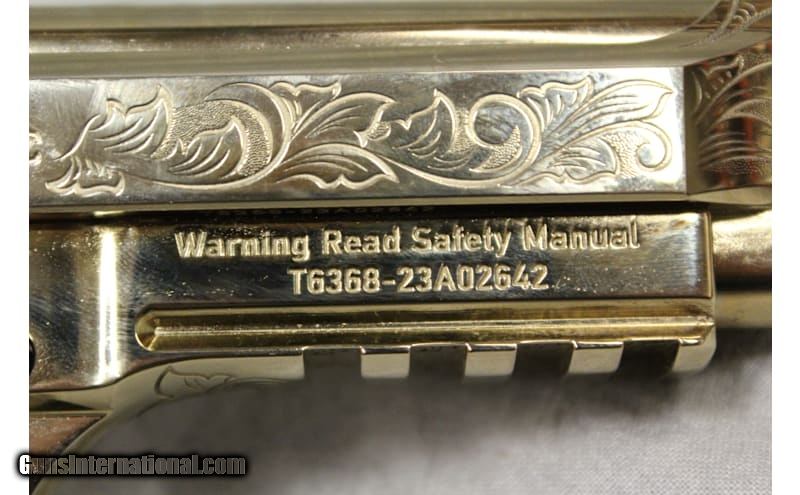 Warning Read Safety Manual
T6368-23A02642
GunsInternational.com